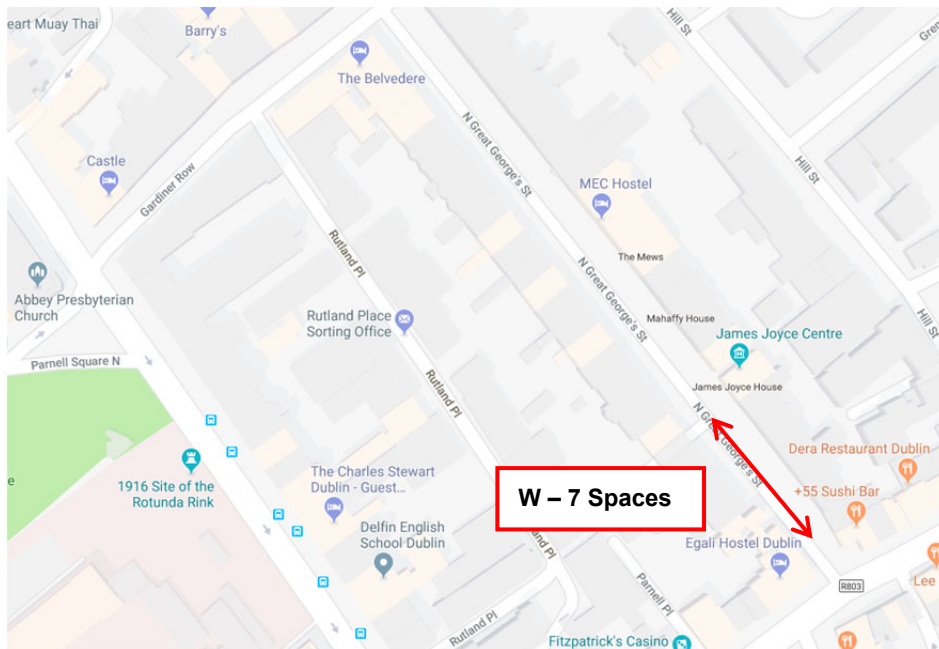 eart Muay Thai
Barry's
Hill St
Gre
The Belvedere
N Great George's St
Castle
Gardiner Row
MEC Hostel
Hill St
Rutland Pl
The Mews
N Great George's St
Abbey Presbyterian
Church
Rutland Place
Sorting Office
Mahaffy House
James Joyce Centre
Hill St
Parnell Square N
Rutland Pl
James Joyce House
N Great George's St
Dera Restaurant Dublin
e
1916 Site of the
Rotunda Rink
The Charles Stewart
Dublin - Guest...
W – 7 Spaces
+55 Sushi Bar
Delfin English
School Dublin
and Pl
Egali Hostel Dublin
R803
Lee
Parnell Pl
Rutland Pl
Fitzpatrick's Casino